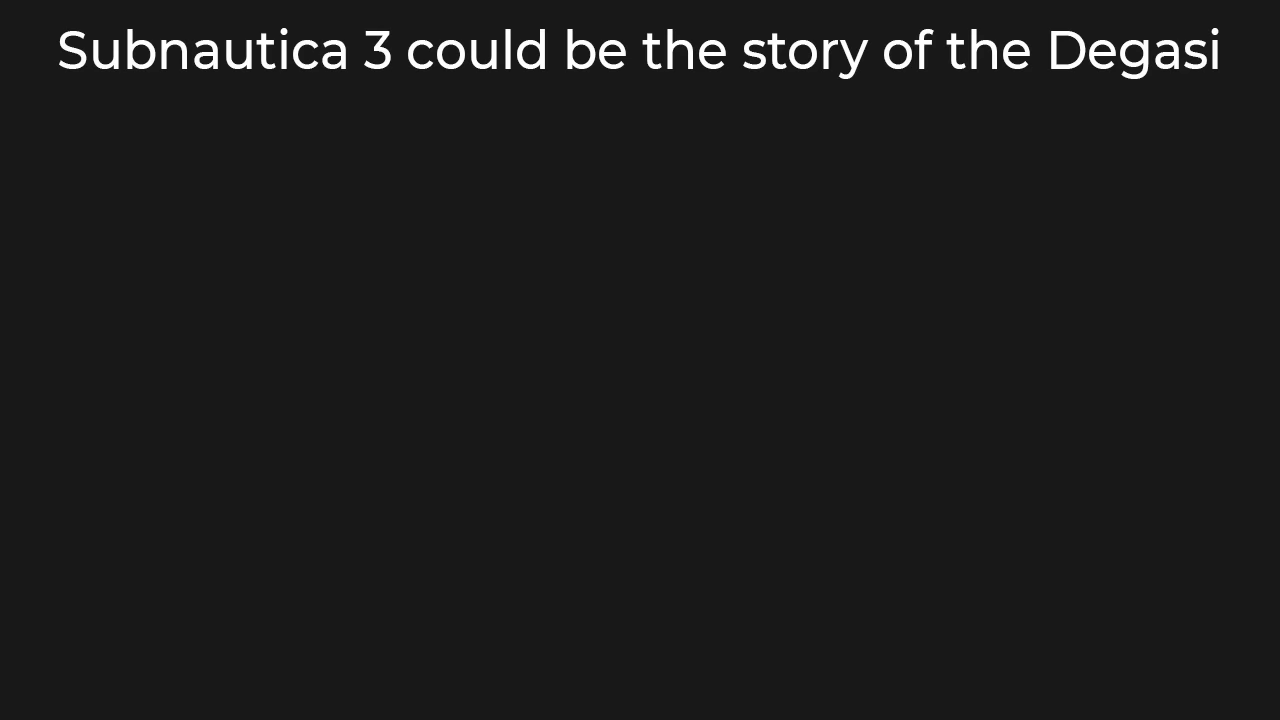 Subnautica 3 could be the story of the Degasi